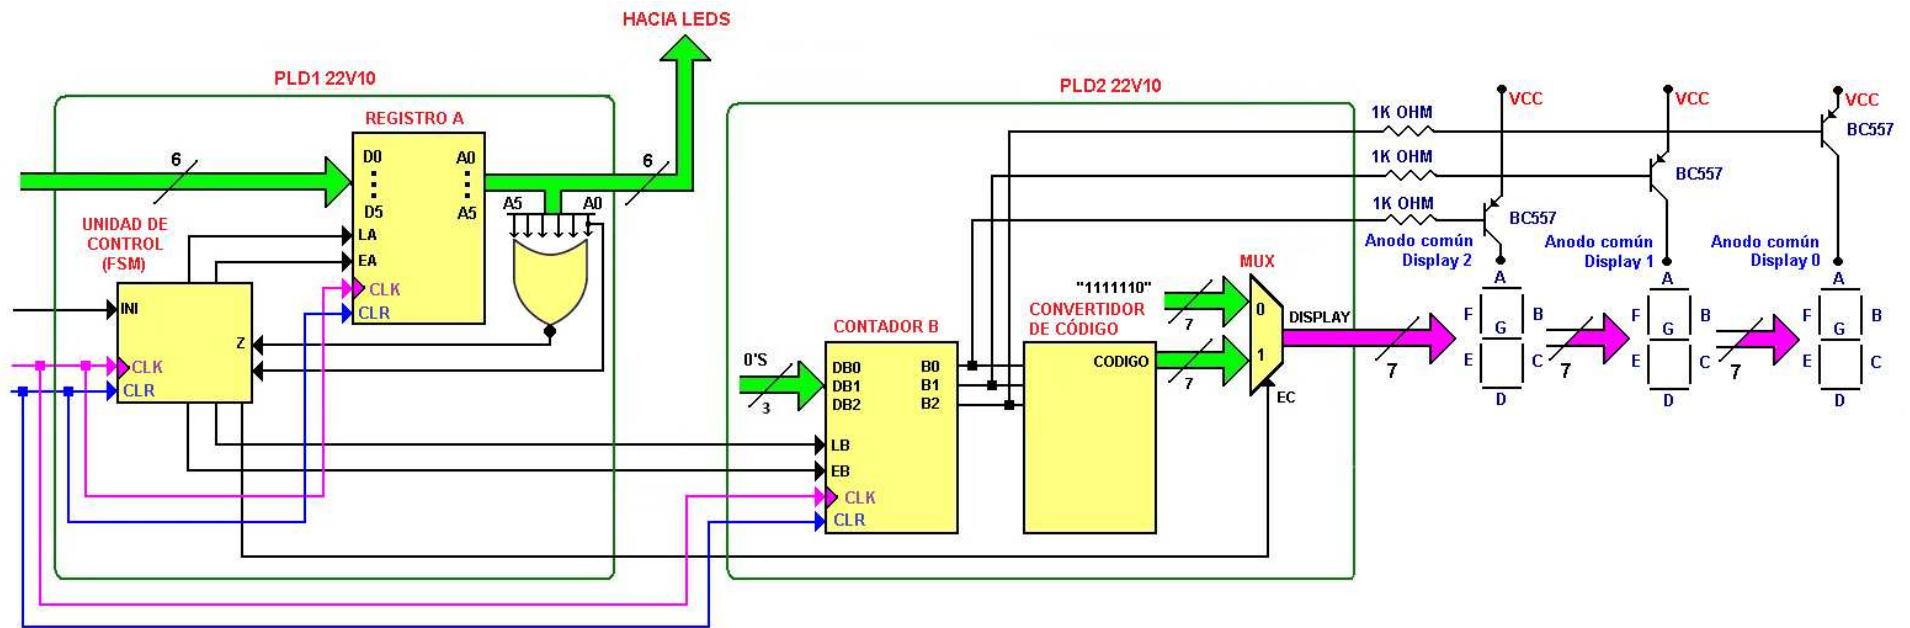 HACIA LEDS
PLD1 22V10
REGISTRO A
6
D0
D5
A0
A5
LA
EA
CLK
CLR
6
A5
A0
UNIDAD DE
CONTROL
(FSM)
INI
Z
CLK
CLR
PLD2 22V10
CONTADOR B
0'S
3
DB0
DB1
DB2
B0
B1
B2
LB
EB
CLK
CLR
"1111110"
7
CONVERTIDOR
DE CÓDIGO
CODIGO
7
MUX
0
1
EC
DISPLAY
7
1K OHM
1K OHM
1K OHM
VCC
BC557
Anodo común
Display 2
VCC
BC557
Anodo común
Display 1
VCC
BC557
Anodo común
Display 0
A
F
B
G
E
C
D
7
A
F
B
G
E
C
D
7
A
F
B
G
E
C
D